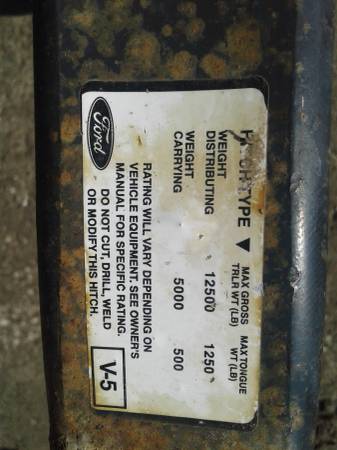 HITCH TYPE ▼ MAX GROSS TRLR WT (LB) MAX TONGUE WT (LB)
WEIGHT DISTRIBUTING 12500 1250
WEIGHT CARRYING 5000 500
Ford
RATING WILL VARY DEPENDING ON
VEHICLE EQUIPMENT. SEE OWNER'S
MANUAL FOR SPECIFIC RATING.
DO NOT CUT, DRILL, WELD
OR MODIFY THIS HITCH.
V-5